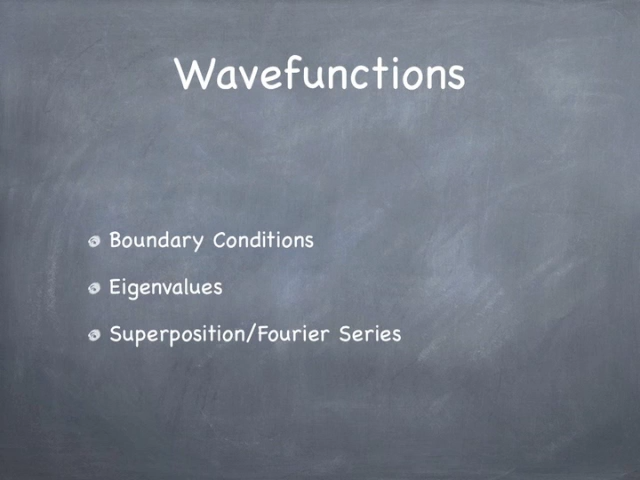 Wavefunctions
Boundary Conditions
Eigenvalues
Superposition/Fourier Series